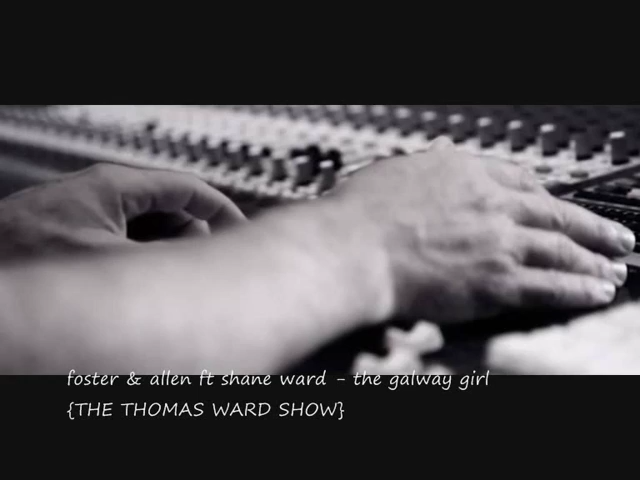 foster & allen ft shane ward - the galway girl
{THE THOMAS WARD SHOW}